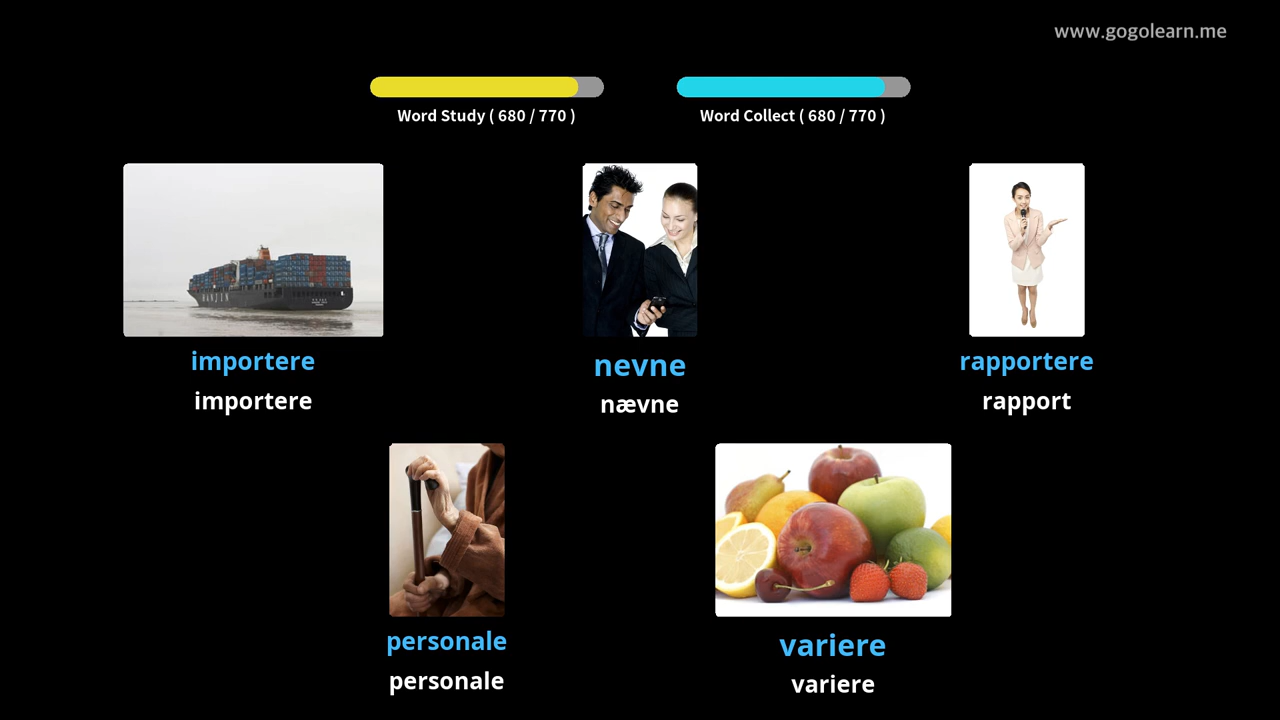 www.gogolearn.me
Word Study ( 680 / 770 )
Word Collect ( 680 / 770 )
HANJIN
importere
importere
nevne
nævne
rapportere
rapport
personale
personale
variere
variere